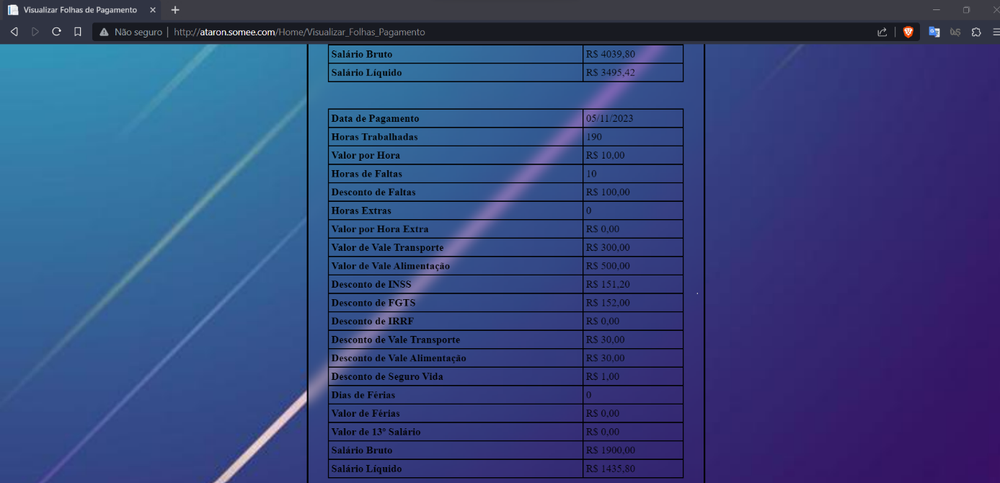 Visualizar Folhas de Pagamento
Não seguro | http://ataron.somee.com/Home/Visualizar_Folhas_Pagamento
Salário Bruto R$ 4039,80
Salário Líquido R$ 3495,42
Data de Pagamento 05/11/2023
Horas Trabalhadas 190
Valor por Hora R$ 10,00
Horas de Faltas 10
Desconto de Faltas R$ 100,00
Horas Extras 0
Valor por Hora Extra R$ 0,00
Valor de Vale Transporte R$ 300,00
Valor de Vale Alimentação R$ 500,00
Desconto de INSS R$ 151,20
Desconto de FGTS R$ 152,00
Desconto de IRRF R$ 0,00
Desconto de Vale Transporte R$ 30,00
Desconto de Vale Alimentação R$ 30,00
Desconto de Seguro Vida R$ 1,00
Dias de Férias 0
Valor de Férias R$ 0,00
Valor de 13º Salário R$ 0,00
Salário Bruto R$ 1900,00
Salário Líquido R$ 1435,80